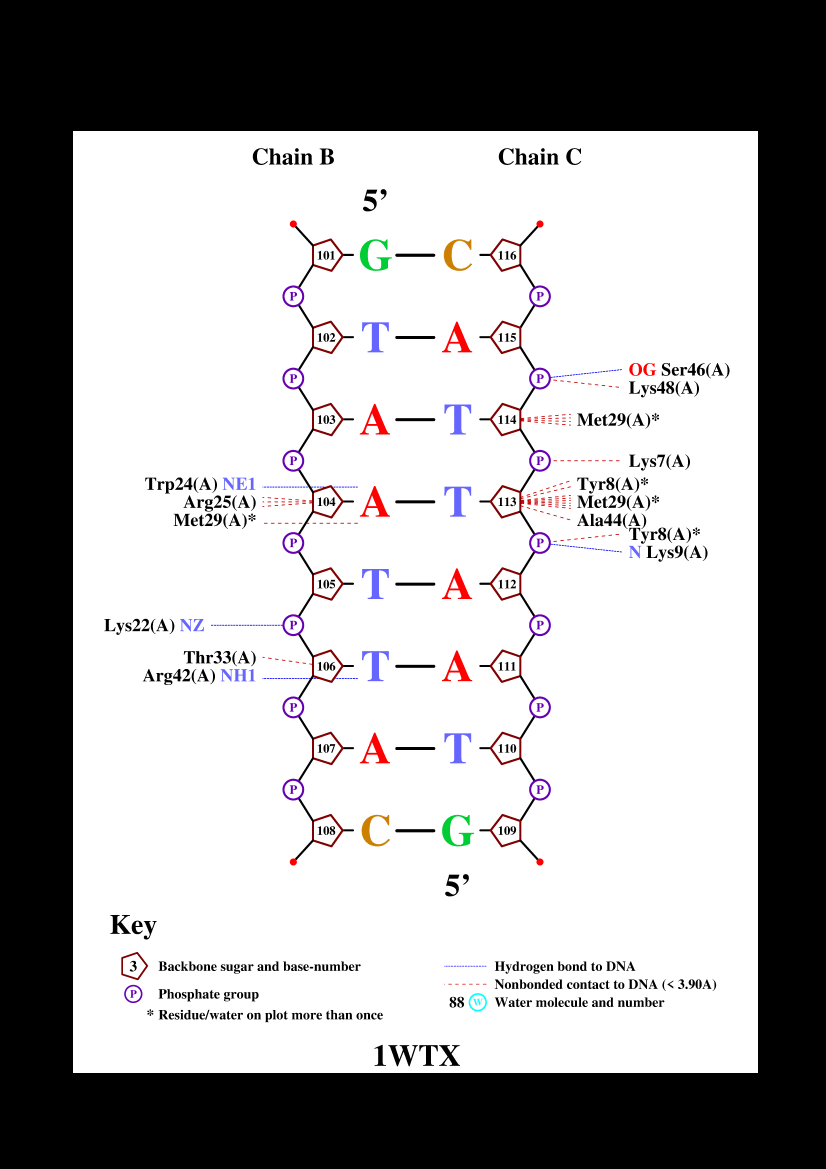 Chain B Chain C
5’
101 G C 116
P P
102 T A 115
P P OG Ser46(A)
Lys48(A)
103 A T 114 Met29(A)*
P P Lys7(A)
Trp24(A) NE1 Tyr8(A)*
Arg25(A) 104 A T 113 Met29(A)*
Met29(A)* Ala44(A)
Tyr8(A)*
P P
N Lys9(A)
105 T A 112
Lys22(A) NZ P P
Thr33(A)
106 T A 111
Arg42(A) NH1
P P
107 A T 110
P P
108 C G 109
5’
Key
3 Backbone sugar and base-number Hydrogen bond to DNA
Nonbonded contact to DNA (< 3.90A)
P Phosphate group
88 W Water molecule and number
* Residue/water on plot more than once
1WTX